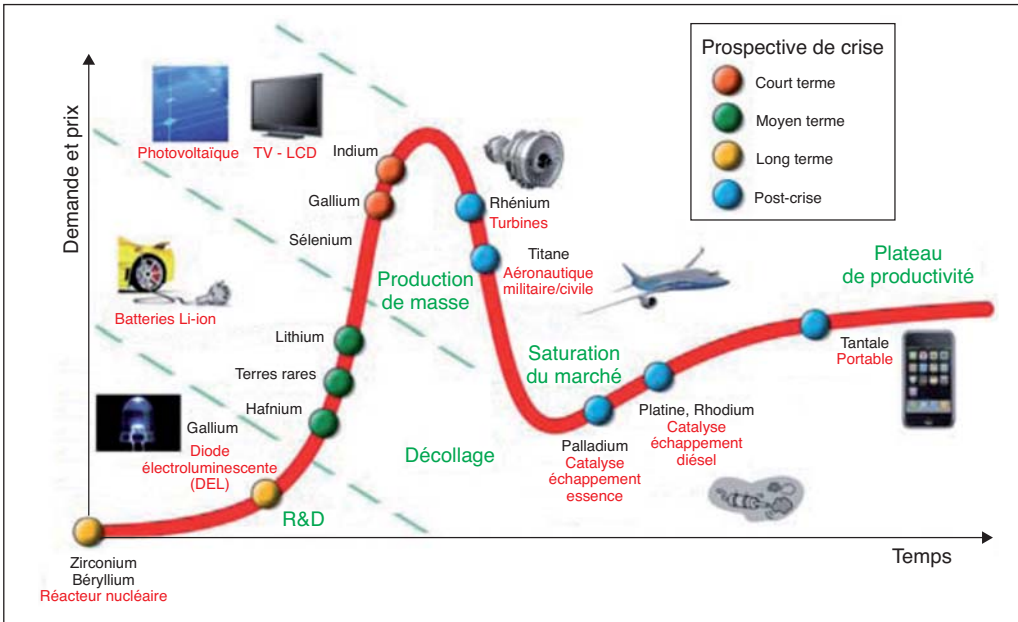 Prospective de crise
Court terme
Moyen terme
Long terme
Post-crise
Demande et prix
Photovoltaïque
TV - LCD
Indium
Gallium
Sélenium
Rhénium
Turbines
Titane
Aéronautique
militaire/civile
Production
de masse
Plateau
de productivité
Batteries Li-ion
Lithium
Terres rares
Hafnium
Saturation
du marché
Tantale
Portable
Gallium
Diode
électroluminescente
(DEL)
Décollage
Palladium
Catalyse
échappement
essence
Platine, Rhodium
Catalyse
échappement
diésel
R&D
Temps
Zirconium
Béryllium
Réacteur nucléaire